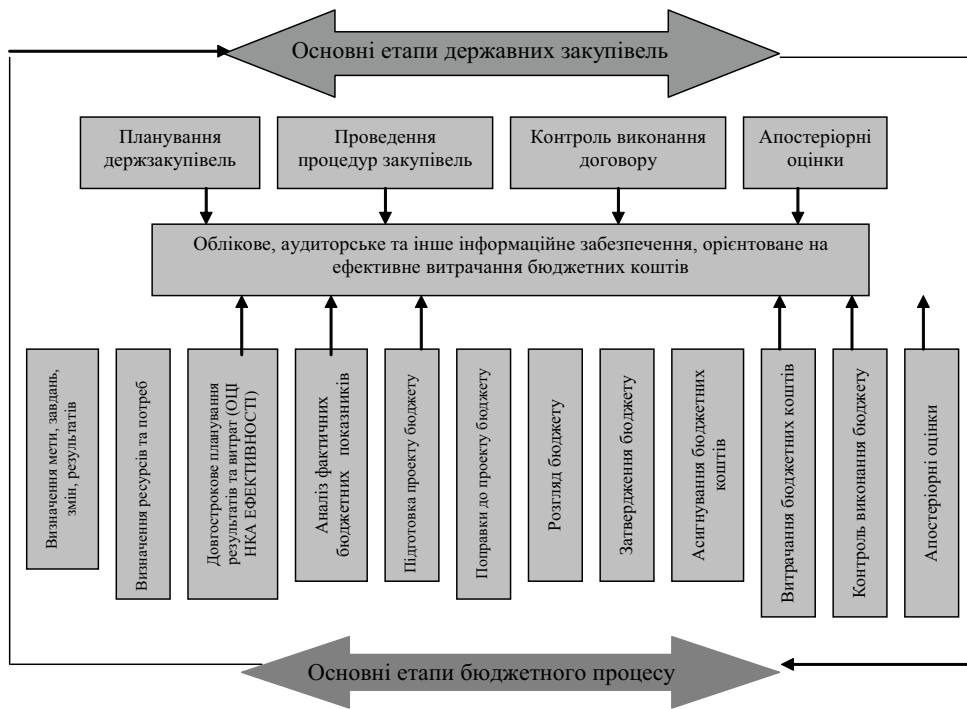 Основні етапи державних закупівель
Планування
держзакупівель
Проведення
процедур закупівель
Контроль виконання
договору
Апостеріорні
оцінки
Облікове, аудиторське та інше інформаційне забезпечення, орієнтоване на
ефективне витрачання бюджетних коштів
Визначення мети, завдань,
змін, результатів
Визначення ресурсів та потреб
Довгострокове планування
результатів та витрат (ОЦІ
НКА ЕФЕКТИВНОСТІ)
Аналіз фактичних
бюджетних показників
Підготовка проекту бюджету
Поправки до проекту бюджету
Розгляд бюджету
Затвердження бюджету
Асигнування бюджетних
коштів
Витрачання бюджетних коштів
Контроль виконання бюджету
Апостеріорні оцінки
Основні етапи бюджетного процесу